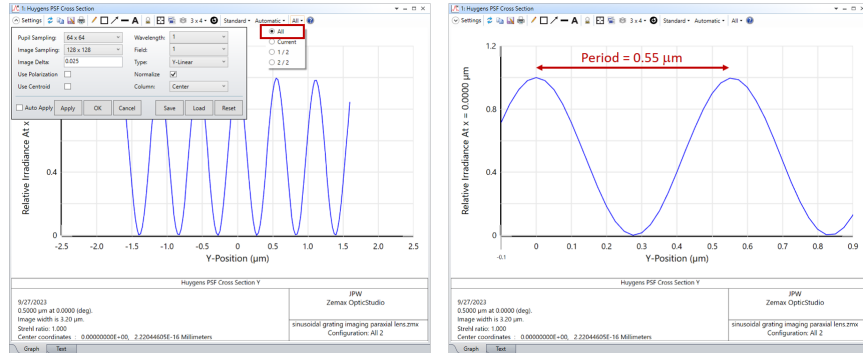 1: Huygens PSF Cross Section
Settings
3 x 4
Standard
Automatic
All
Pupil Sampling: 64 x 64
Wavelength: 1
Image Sampling: 128 x 128
Field: 1
Image Delta: 0.025
Type: Y-Linear
Use Polarization
Normalize
Use Centroid
Column: Center
Auto Apply
Apply
OK
Cancel
Save
Load
Reset
All
Current
1 / 2
2 / 2
Relative Irradiance At x
0.4
0
-2.5 -2.0 -1.5 -1.0 -0.5 0 0.5 1.0 1.5 2.0 2.5
Y-Position (µm)
Huygens PSF Cross Section Y
9/27/2023
0.5000 µm at 0.0000 (deg).
Image width is 3.20 µm.
Strehl ratio: 1.000
Center coordinates : 0.00000000E+00, 2.22044605E-16 Millimeters
JPW
Zemax OpticStudio
sinusoidal grating imaging paraxial lens.zmx
Configuration: All 2
Graph
Text
1: Huygens PSF Cross Section
Settings
3 x 4
Standard
Automatic
All
Period = 0.55 µm
Relative Irradiance At x = 0.0000 µm
1.2
0.8
0.4
0
-0.1 0 0.1 0.2 0.3 0.4 0.5 0.6 0.7 0.8 0.9
Y-Position (µm)
Huygens PSF Cross Section Y
9/27/2023
0.5000 µm at 0.0000 (deg).
Image width is 3.20 µm.
Strehl ratio: 1.000
Center coordinates : 0.00000000E+00, 2.22044605E-16 Millimeters
JPW
Zemax OpticStudio
sinusoidal grating imaging paraxial lens.zmx
Configuration: All 2
Graph
Text